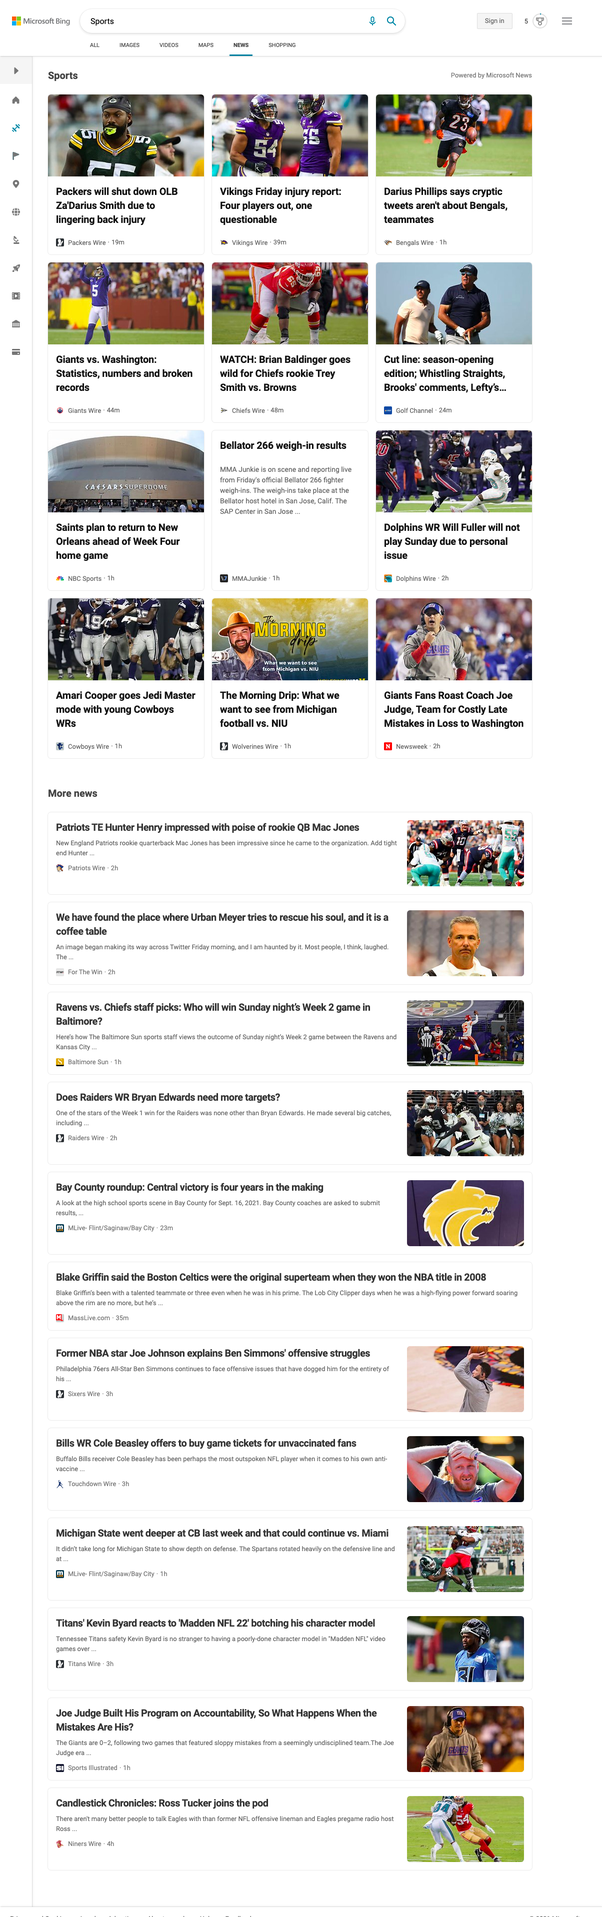 Microsoft Bing
Sports
Sign in
5
ALL
IMAGES
VIDEOS
MAPS
NEWS
SHOPPING
Sports
Powered by Microsoft News
Packers will shut down OLB
Za'Darius Smith due to
lingering back injury
Packers Wire · 19m
Vikings Friday injury report:
Four players out, one
questionable
Vikings Wire · 39m
Darius Phillips says cryptic
tweets aren't about Bengals,
teammates
Bengals Wire · 1h
Giants vs. Washington:
Statistics, numbers and broken
records
Giants Wire · 44m
WATCH: Brian Baldinger goes
wild for Chiefs rookie Trey
Smith vs. Browns
Chiefs Wire · 48m
Cut line: season-opening
edition; Whistling Straights,
Brooks' comments, Lefty's...
Golf Channel · 24m
CAESARS SUPERDOME
Saints plan to return to New
Orleans ahead of Week Four
home game
NBC Sports · 1h
Bellator 266 weigh-in results
MMA Junkie is on scene and reporting live
from Friday's official Bellator 266 fighter
weigh-ins. The weigh-ins take place at the
Bellator host hotel in San Jose, Calif. The
SAP Center in San Jose ...
MMAJunkie · 1h
Dolphins WR Will Fuller will not
play Sunday due to personal
issue
Dolphins Wire · 2h
Amari Cooper goes Jedi Master
mode with young Cowboys
WRs
Cowboys Wire · 1h
The
MORNING
drip
What we want to see
from Michigan vs. NIU
The Morning Drip: What we
want to see from Michigan
football vs. NIU
Wolverines Wire · 1h
Giants Fans Roast Coach Joe
Judge, Team for Costly Late
Mistakes in Loss to Washington
Newsweek · 2h
More news
Patriots TE Hunter Henry impressed with poise of rookie QB Mac Jones
New England Patriots rookie quarterback Mac Jones has been impressive since he came to the organization. Add tight
end Hunter ...
Patriots Wire · 2h
We have found the place where Urban Meyer tries to rescue his soul, and it is a
coffee table
An image began making its way across Twitter Friday morning, and I am haunted by it. Most people, I think, laughed.
The ...
For The Win · 2h
Ravens vs. Chiefs staff picks: Who will win Sunday night's Week 2 game in
Baltimore?
Here's how The Baltimore Sun sports staff views the outcome of Sunday night's Week 2 game between the Ravens and
Kansas City ...
Baltimore Sun · 1h
Does Raiders WR Bryan Edwards need more targets?
One of the stars of the Week 1 win for the Raiders was none other than Bryan Edwards. He made several big catches,
including ...
Raiders Wire · 2h
Bay County roundup: Central victory is four years in the making
A look at the high school sports scene in Bay County for Sept. 16, 2021. Bay County coaches are asked to submit
results, ...
MLive- Flint/Saginaw/Bay City · 23m
Blake Griffin said the Boston Celtics were the original superteam when they won the NBA title in 2008
Blake Griffin's been with a talented teammate or three even when he was in his prime. The Lob City Clipper days when he was a high-flying power forward soaring
above the rim are no more, but he's ...
MassLive.com · 35m
Former NBA star Joe Johnson explains Ben Simmons' offensive struggles
Philadelphia 76ers All-Star Ben Simmons continues to face offensive issues that have dogged him for the entirety of
his ...
Sixers Wire · 3h
Bills WR Cole Beasley offers to buy game tickets for unvaccinated fans
Buffalo Bills receiver Cole Beasley has been perhaps the most outspoken NFL player when it comes to his own anti-
vaccine ...
Touchdown Wire · 3h
Michigan State went deeper at CB last week and that could continue vs. Miami
It didn't take long for Michigan State to show depth on defense. The Spartans rotated heavily on the defensive line and
at ...
MLive- Flint/Saginaw/Bay City · 1h
Titans' Kevin Byard reacts to 'Madden NFL 22' botching his character model
Tennessee Titans safety Kevin Byard is no stranger to having a poorly-done character model in "Madden NFL" video
games over ...
Titans Wire · 3h
Joe Judge Built His Program on Accountability, So What Happens When the
Mistakes Are His?
The Giants are 0–2, following two games that featured sloppy mistakes from a seemingly undisciplined team.The Joe
Judge era ...
Sports Illustrated · 1h
Candlestick Chronicles: Ross Tucker joins the pod
There aren't many better people to talk Eagles with than former NFL offensive lineman and Eagles pregame radio host
Ross ...
Niners Wire · 4h